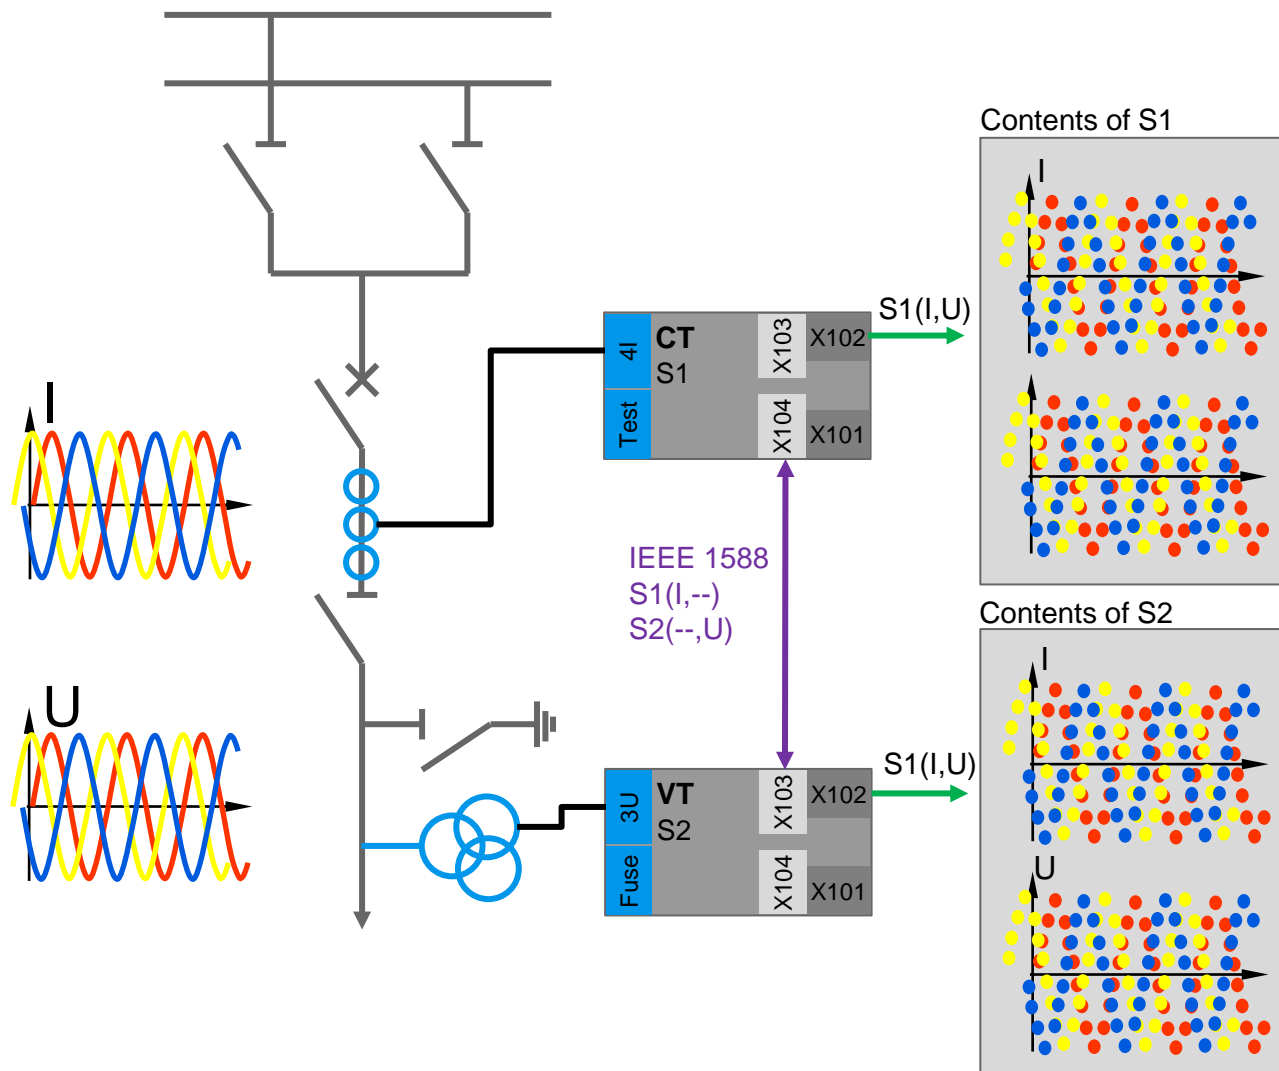 Contents of S1
I
S1(I,U)
4I
CT
S1
X103
X102
Test
X104
X101
I
IEEE 1588
S1(I,--)
S2(--,U)
Contents of S2
I
U
S1(I,U)
3U
VT
S2
X103
X102
Fuse
X104
X101
U